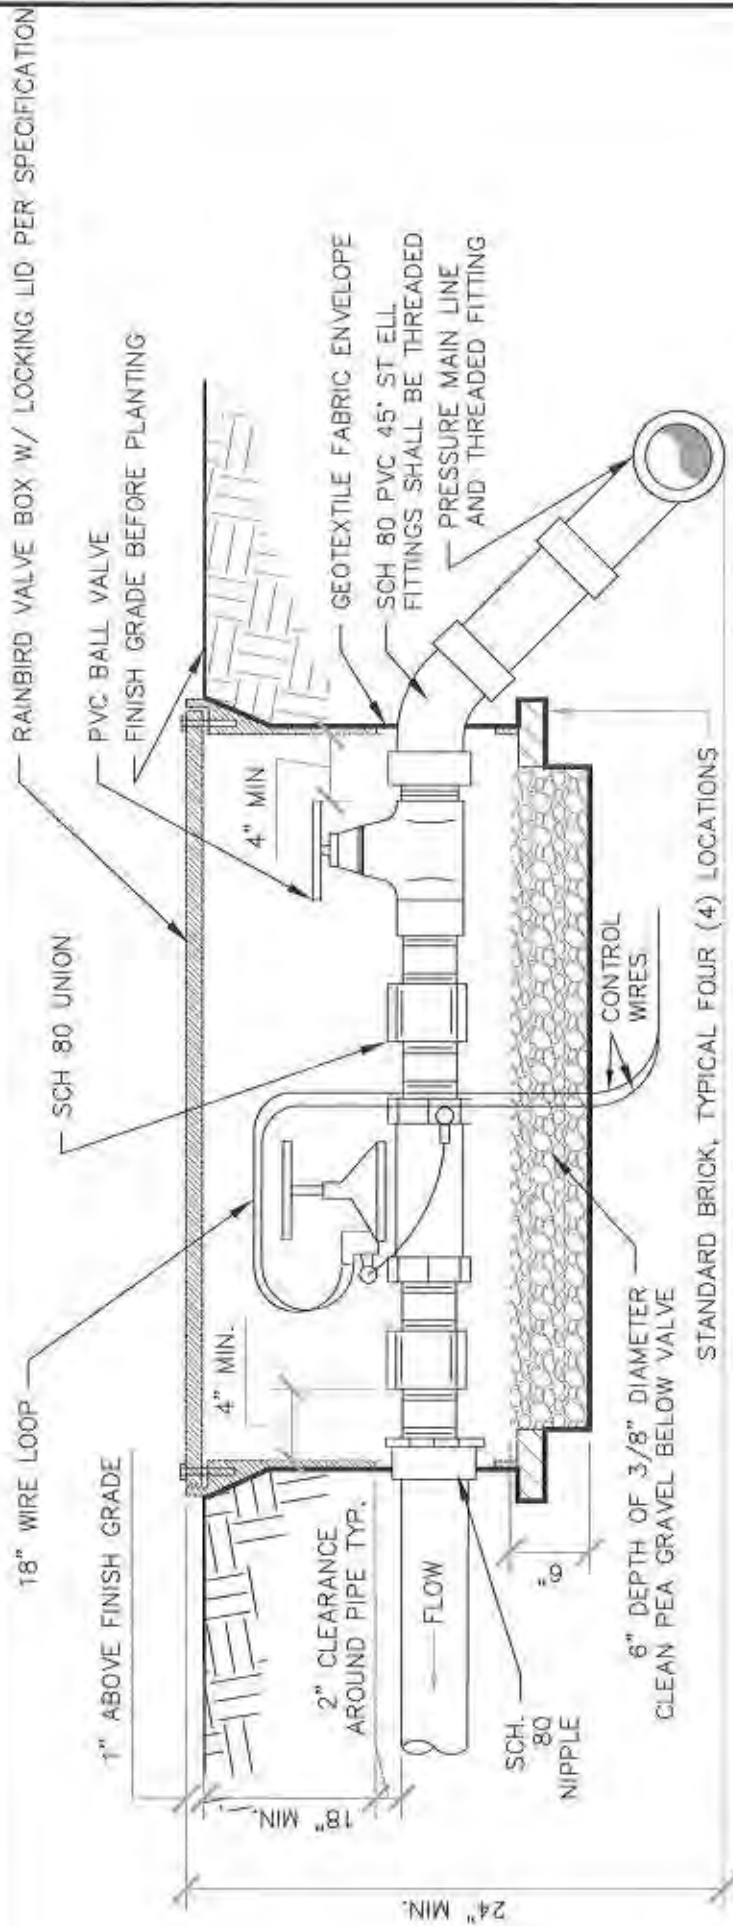 RAINBIRD VALVE BOX W/ LOCKING LID PER SPECIFICATION
PVC BALL VALVE
FINISH GRADE BEFORE PLANTING
SCH 80 UNION
18" WIRE LOOP
1" ABOVE FINISH GRADE
4" MIN.
4" MIN
GEOTEXTILE FABRIC ENVELOPE
SCH 80 PVC 45° ST ELL
FITTINGS SHALL BE THREADED
PRESSURE MAIN LINE
AND THREADED FITTING
2" CLEARANCE
AROUND PIPE TYP.
18" MIN.
24" MIN.
FLOW
SCH.
80
NIPPLE
6"
CONTROL
WIRES
6" DEPTH OF 3/8" DIAMETER
CLEAN PEA GRAVEL BELOW VALVE
STANDARD BRICK, TYPICAL FOUR (4) LOCATIONS